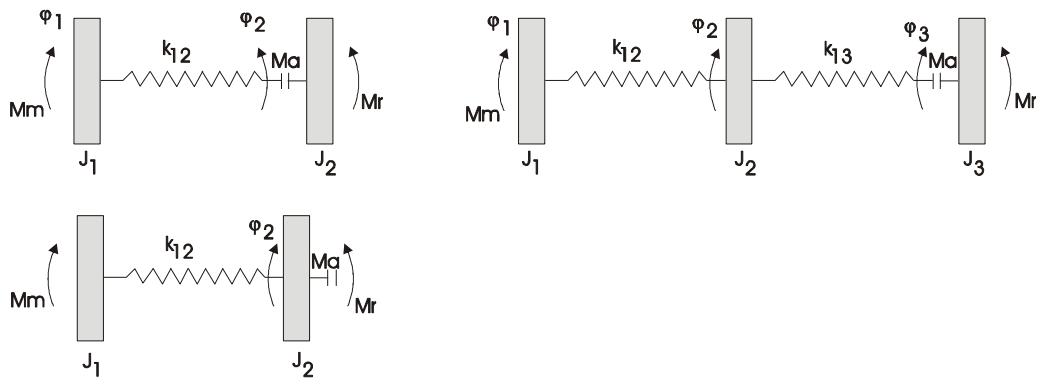 φ1 k12 φ2 Ma Mm Mr J1 J2
φ1 k12 φ2 k13 φ3 Ma Mm Mr J1 J2 J3
k12 φ2 Ma Mm Mr J1 J2